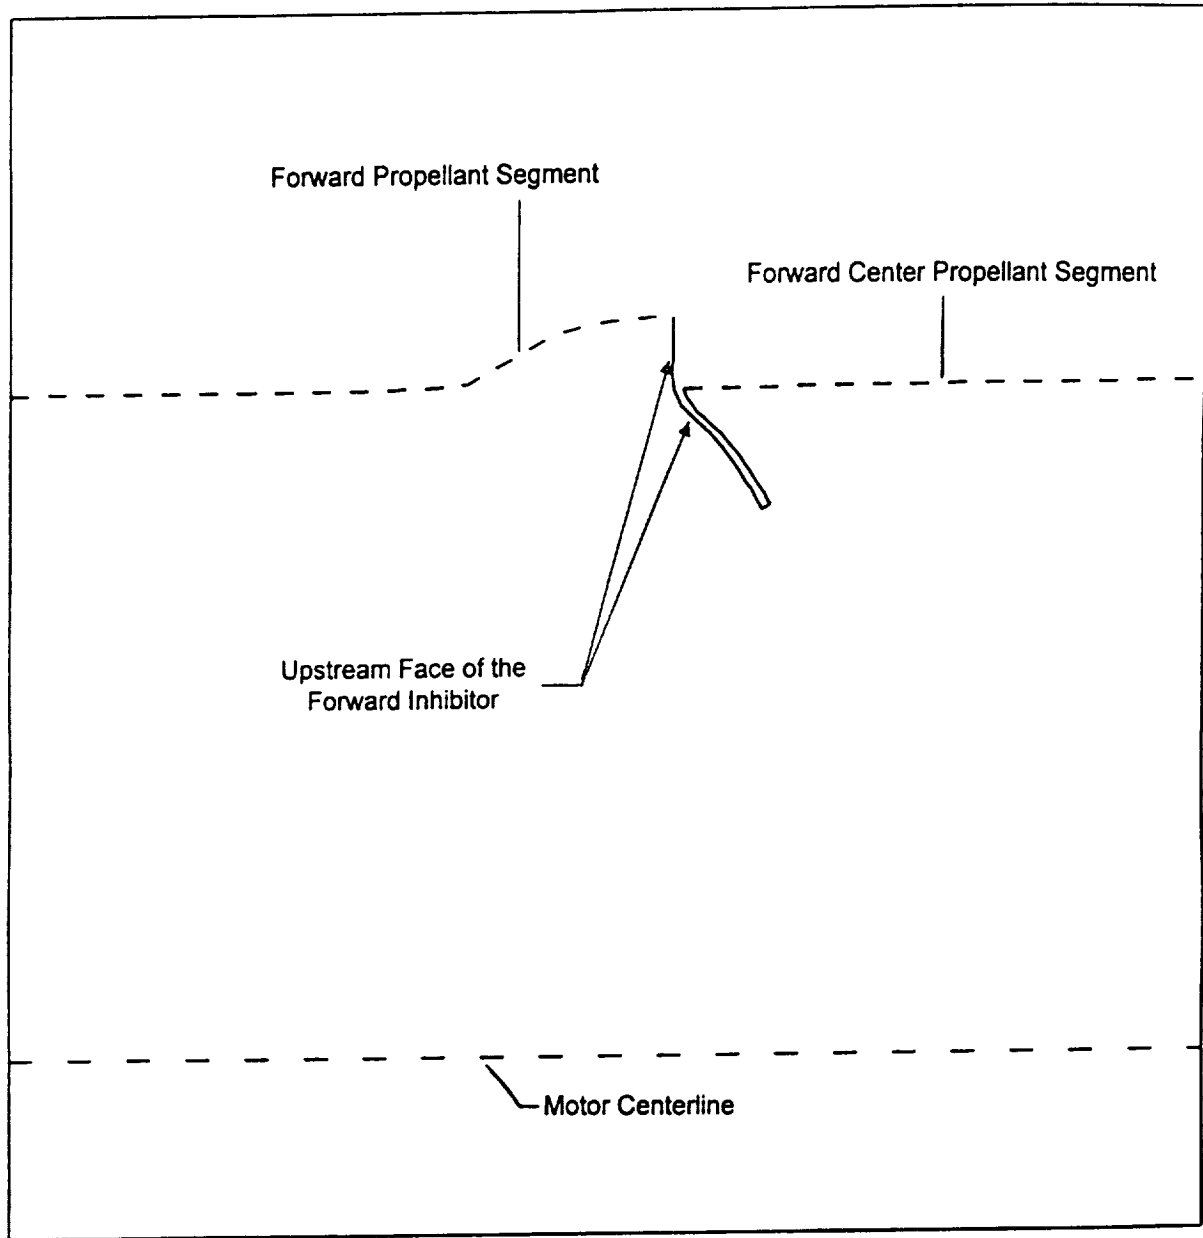 Forward Propellant Segment
Forward Center Propellant Segment
Upstream Face of the
Forward Inhibitor
Motor Centerline